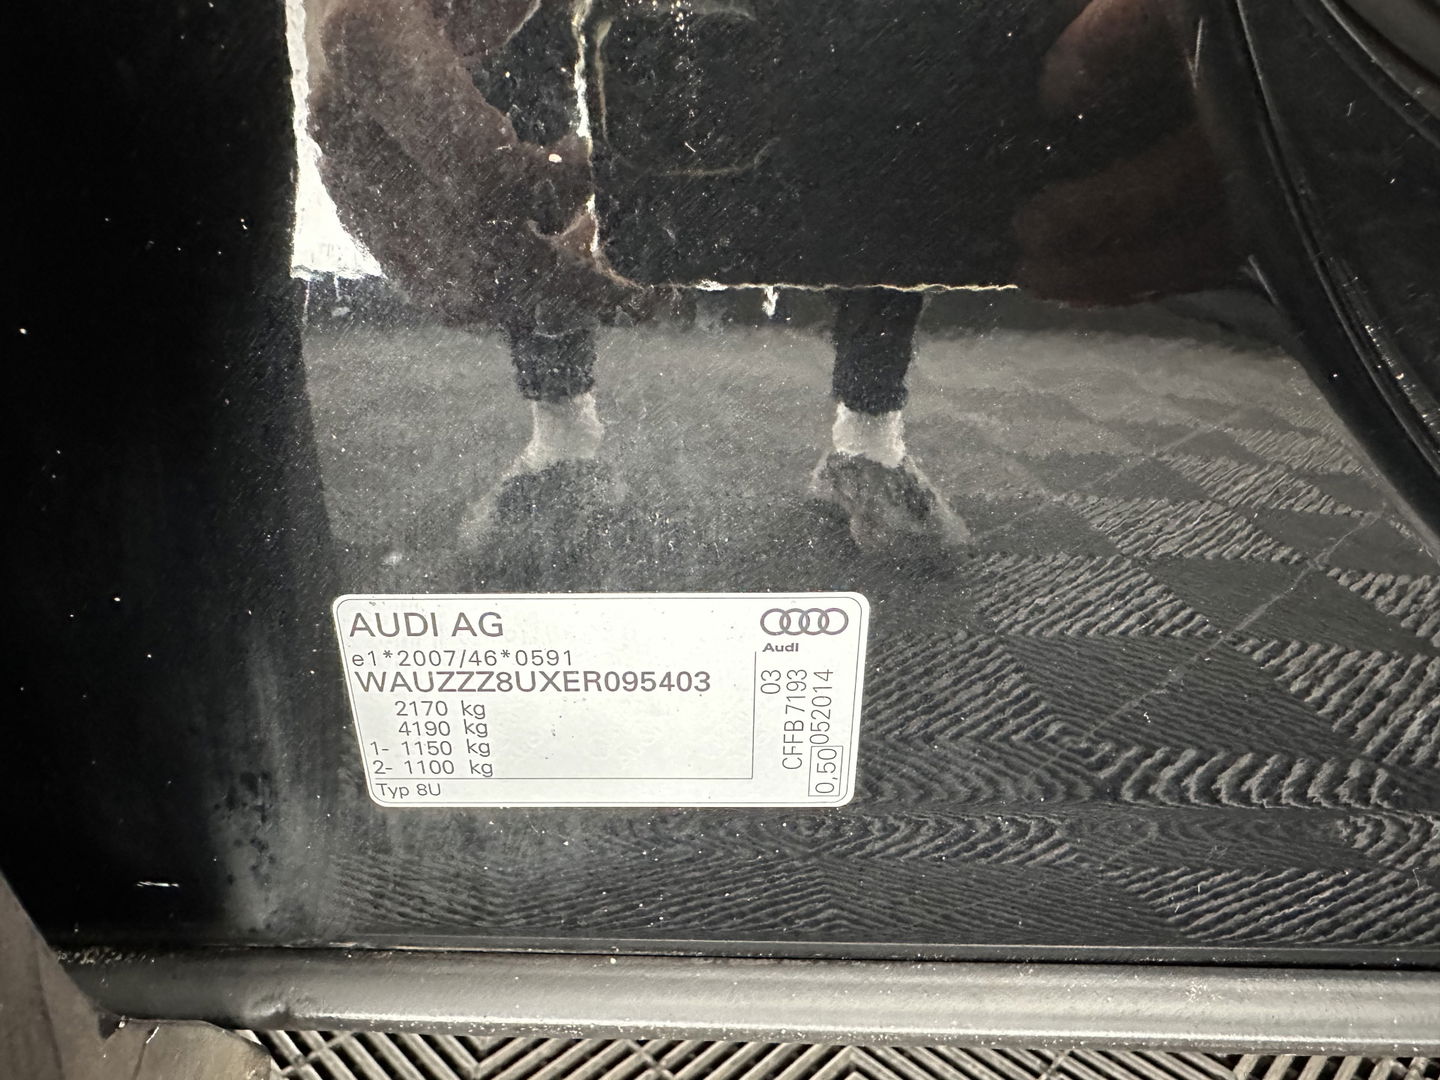 AUDI AG
Audi
e1*2007/46*0591
WAUZZZ8UXER095403
2170 kg
4190 kg
1- 1150 kg
2- 1100 kg
Typ 8U
03
CFFB 7193
0,50 052014